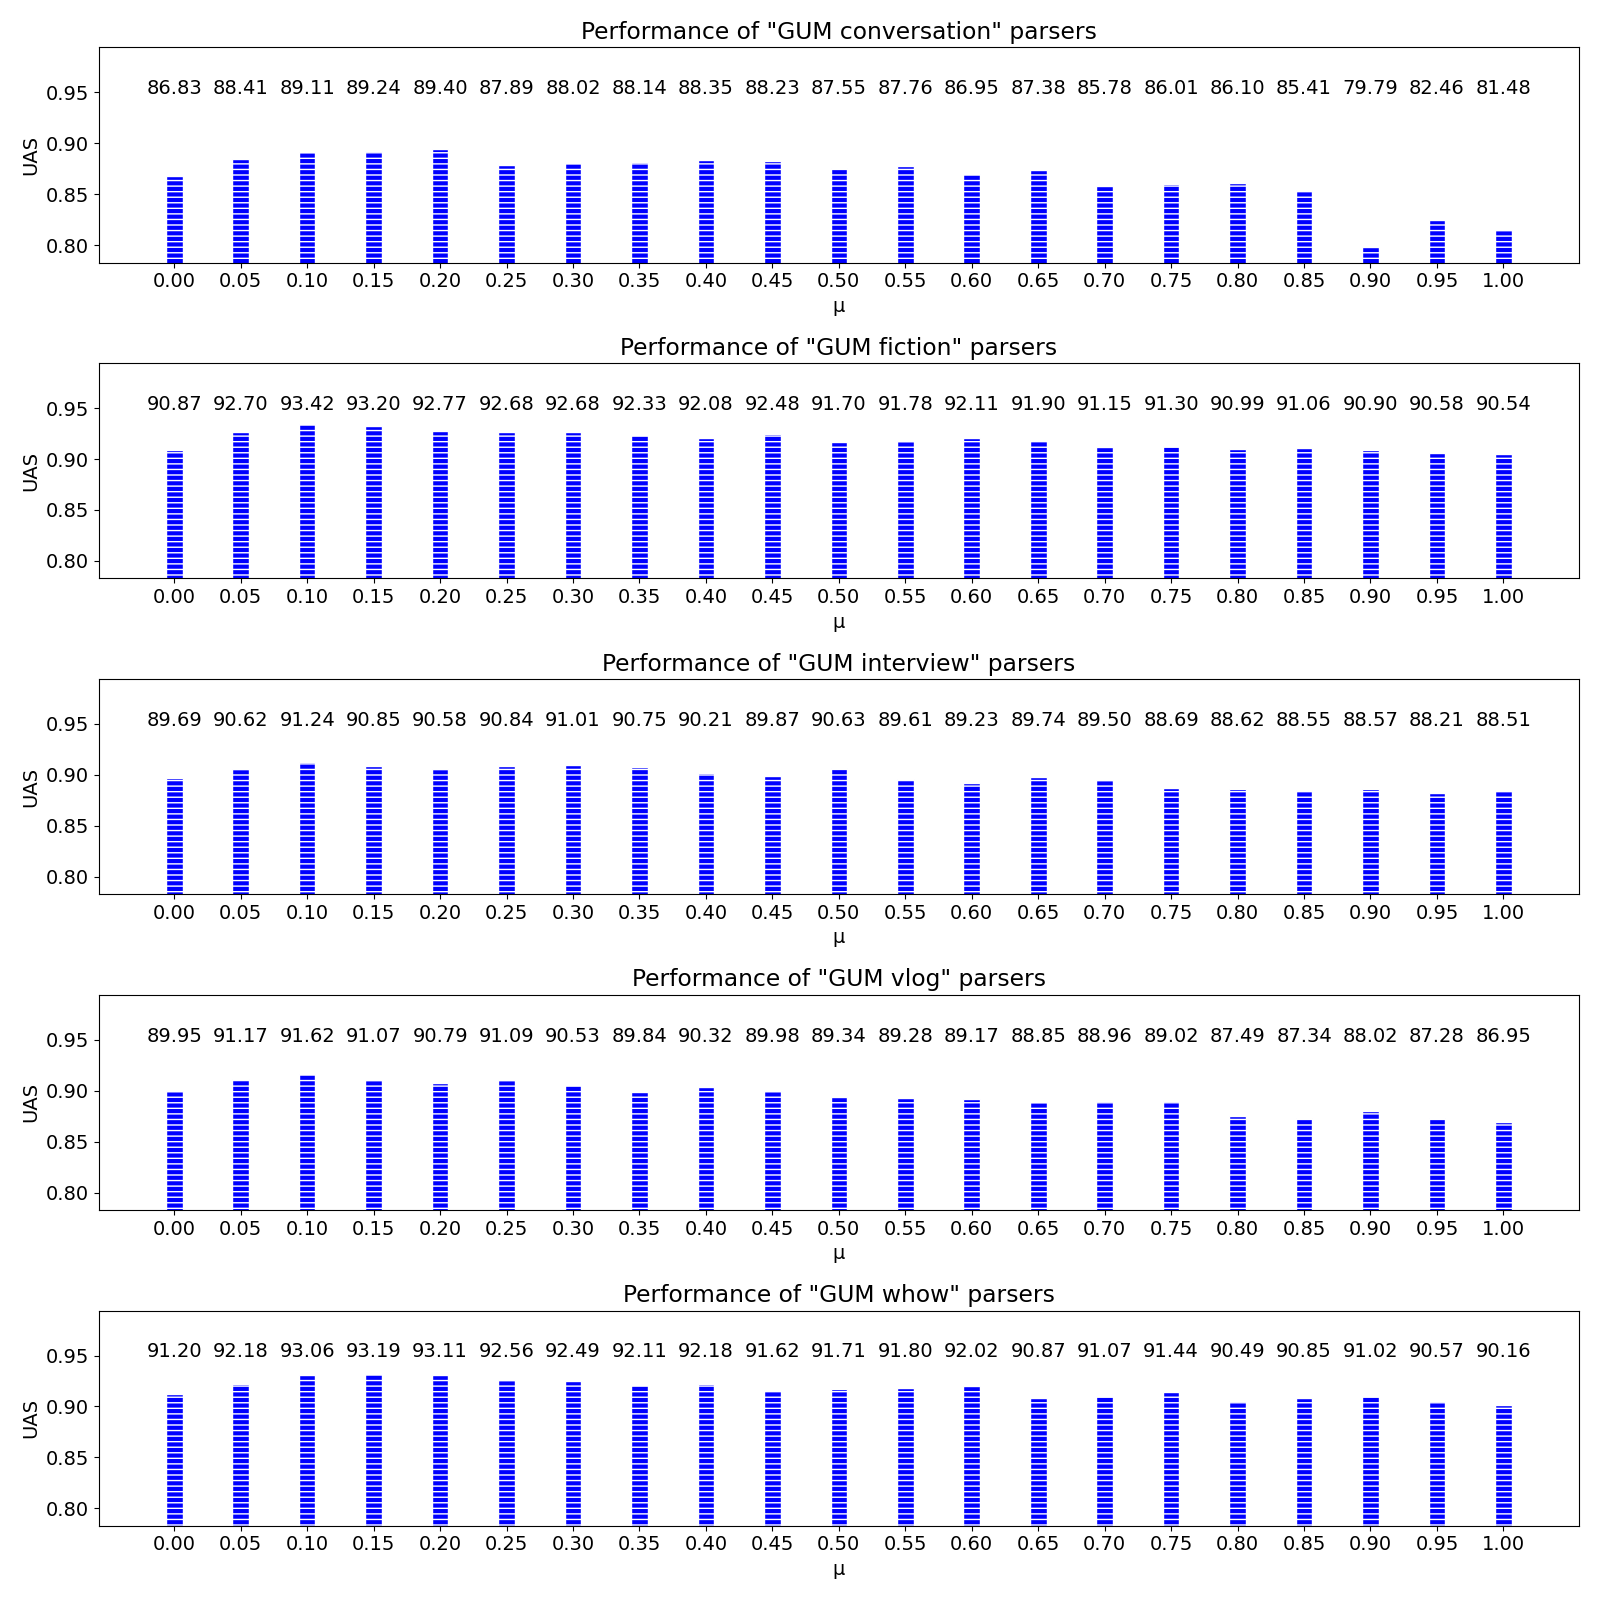 Performance of "GUM conversation" parsers
86.83 88.41 89.11 89.24 89.40 87.89 88.02 88.14 88.35 88.23 87.55 87.76 86.95 87.38 85.78 86.01 86.10 85.41 79.79 82.46 81.48
0.95
0.90
UAS
0.85
0.80
0.00 0.05 0.10 0.15 0.20 0.25 0.30 0.35 0.40 0.45 0.50 0.55 0.60 0.65 0.70 0.75 0.80 0.85 0.90 0.95 1.00
μ
Performance of "GUM fiction" parsers
90.87 92.70 93.42 93.20 92.77 92.68 92.68 92.33 92.08 92.48 91.70 91.78 92.11 91.90 91.15 91.30 90.99 91.06 90.90 90.58 90.54
0.95
0.90
UAS
0.85
0.80
0.00 0.05 0.10 0.15 0.20 0.25 0.30 0.35 0.40 0.45 0.50 0.55 0.60 0.65 0.70 0.75 0.80 0.85 0.90 0.95 1.00
μ
Performance of "GUM interview" parsers
89.69 90.62 91.24 90.85 90.58 90.84 91.01 90.75 90.21 89.87 90.63 89.61 89.23 89.74 89.50 88.69 88.62 88.55 88.57 88.21 88.51
0.95
0.90
UAS
0.85
0.80
0.00 0.05 0.10 0.15 0.20 0.25 0.30 0.35 0.40 0.45 0.50 0.55 0.60 0.65 0.70 0.75 0.80 0.85 0.90 0.95 1.00
μ
Performance of "GUM vlog" parsers
89.95 91.17 91.62 91.07 90.79 91.09 90.53 89.84 90.32 89.98 89.34 89.28 89.17 88.85 88.96 89.02 87.49 87.34 88.02 87.28 86.95
0.95
0.90
UAS
0.85
0.80
0.00 0.05 0.10 0.15 0.20 0.25 0.30 0.35 0.40 0.45 0.50 0.55 0.60 0.65 0.70 0.75 0.80 0.85 0.90 0.95 1.00
μ
Performance of "GUM whow" parsers
91.20 92.18 93.06 93.19 93.11 92.56 92.49 92.11 92.18 91.62 91.71 91.80 92.02 90.87 91.07 91.44 90.49 90.85 91.02 90.57 90.16
0.95
0.90
UAS
0.85
0.80
0.00 0.05 0.10 0.15 0.20 0.25 0.30 0.35 0.40 0.45 0.50 0.55 0.60 0.65 0.70 0.75 0.80 0.85 0.90 0.95 1.00
μ